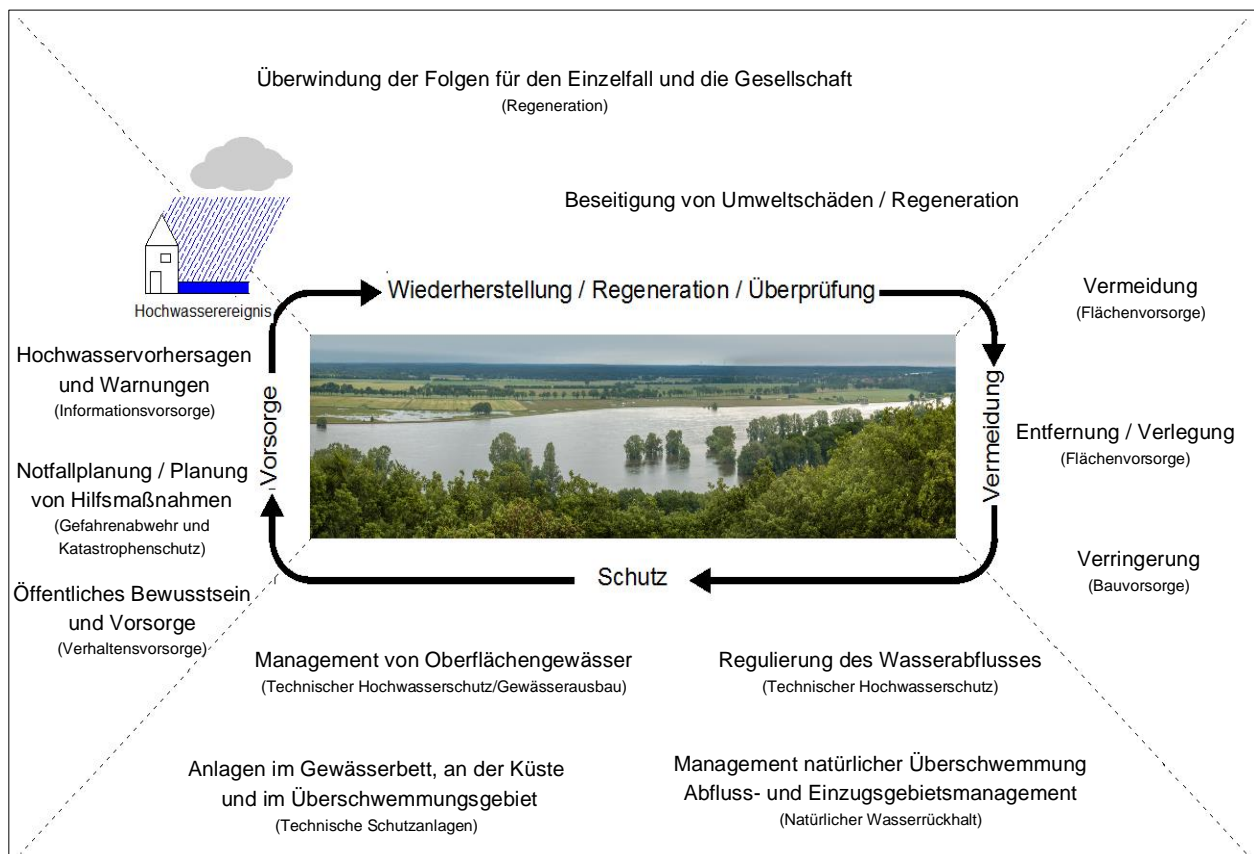 Überwindung der Folgen für den Einzelfall und die Gesellschaft
(Regeneration)
Beseitigung von Umweltschäden / Regeneration
Hochwasserereignis
Wiederherstellung / Regeneration / Überprüfung
Vermeidung
(Flächenvorsorge)
Entfernung / Verlegung
(Flächenvorsorge)
Verringerung
(Bauvorsorge)
Vermeidung
Schutz
Regulierung des Wasserabflusses
(Technischer Hochwasserschutz)
Management natürlicher Überschwemmung
Abfluss- und Einzugsgebietsmanagement
(Natürlicher Wasserrückhalt)
Management von Oberflächengewässer
(Technischer Hochwasserschutz/Gewässerausbau)
Anlagen im Gewässerbett, an der Küste
und im Überschwemmungsgebiet
(Technische Schutzanlagen)
Vorsorge
Hochwasservorhersagen
und Warnungen
(Informationsvorsorge)
Notfallplanung / Planung
von Hilfsmaßnahmen
(Gefahrenabwehr und
Katastrophenschutz)
Öffentliches Bewusstsein
und Vorsorge
(Verhaltensvorsorge)